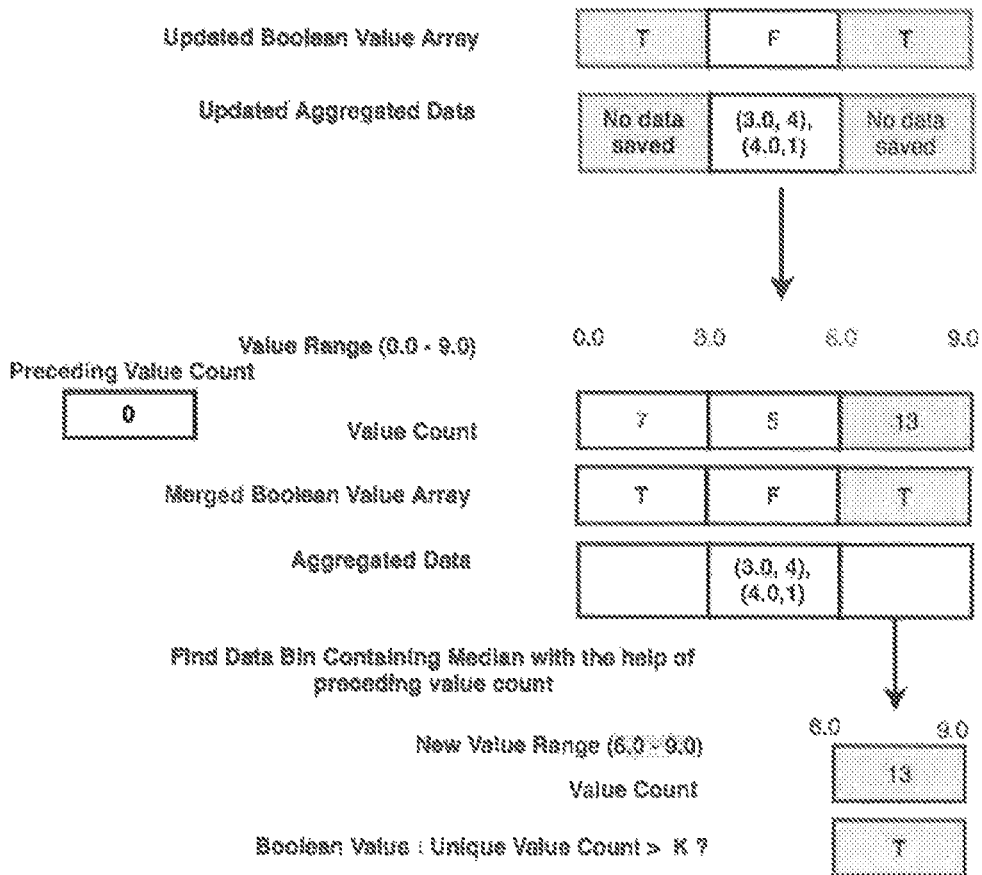 Updated Boolean Value Array
T F T
Updated Aggregated Data
No data saved (3.0, 4), (4.0,1) No data saved
Value Range (0.0 - 9.0)
0.0 3.0 6.0 9.0
Preceding Value Count
0
Value Count
7 5 13
Merged Boolean Value Array
T F T
Aggregated Data
(3.0, 4),
(4.0,1)
Find Data Bin Containing Median with the help of
preceding value count
6.0 9.0
New Value Range (6.0 - 9.0)
Value Count
13
Boolean Value : Unique Value Count > K ?
T